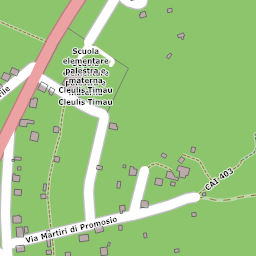 Scuola
elementare
palestra e
materna
Cleulis Timau
Cleulis Timau
CAI 403
Via Martiri di Promosio